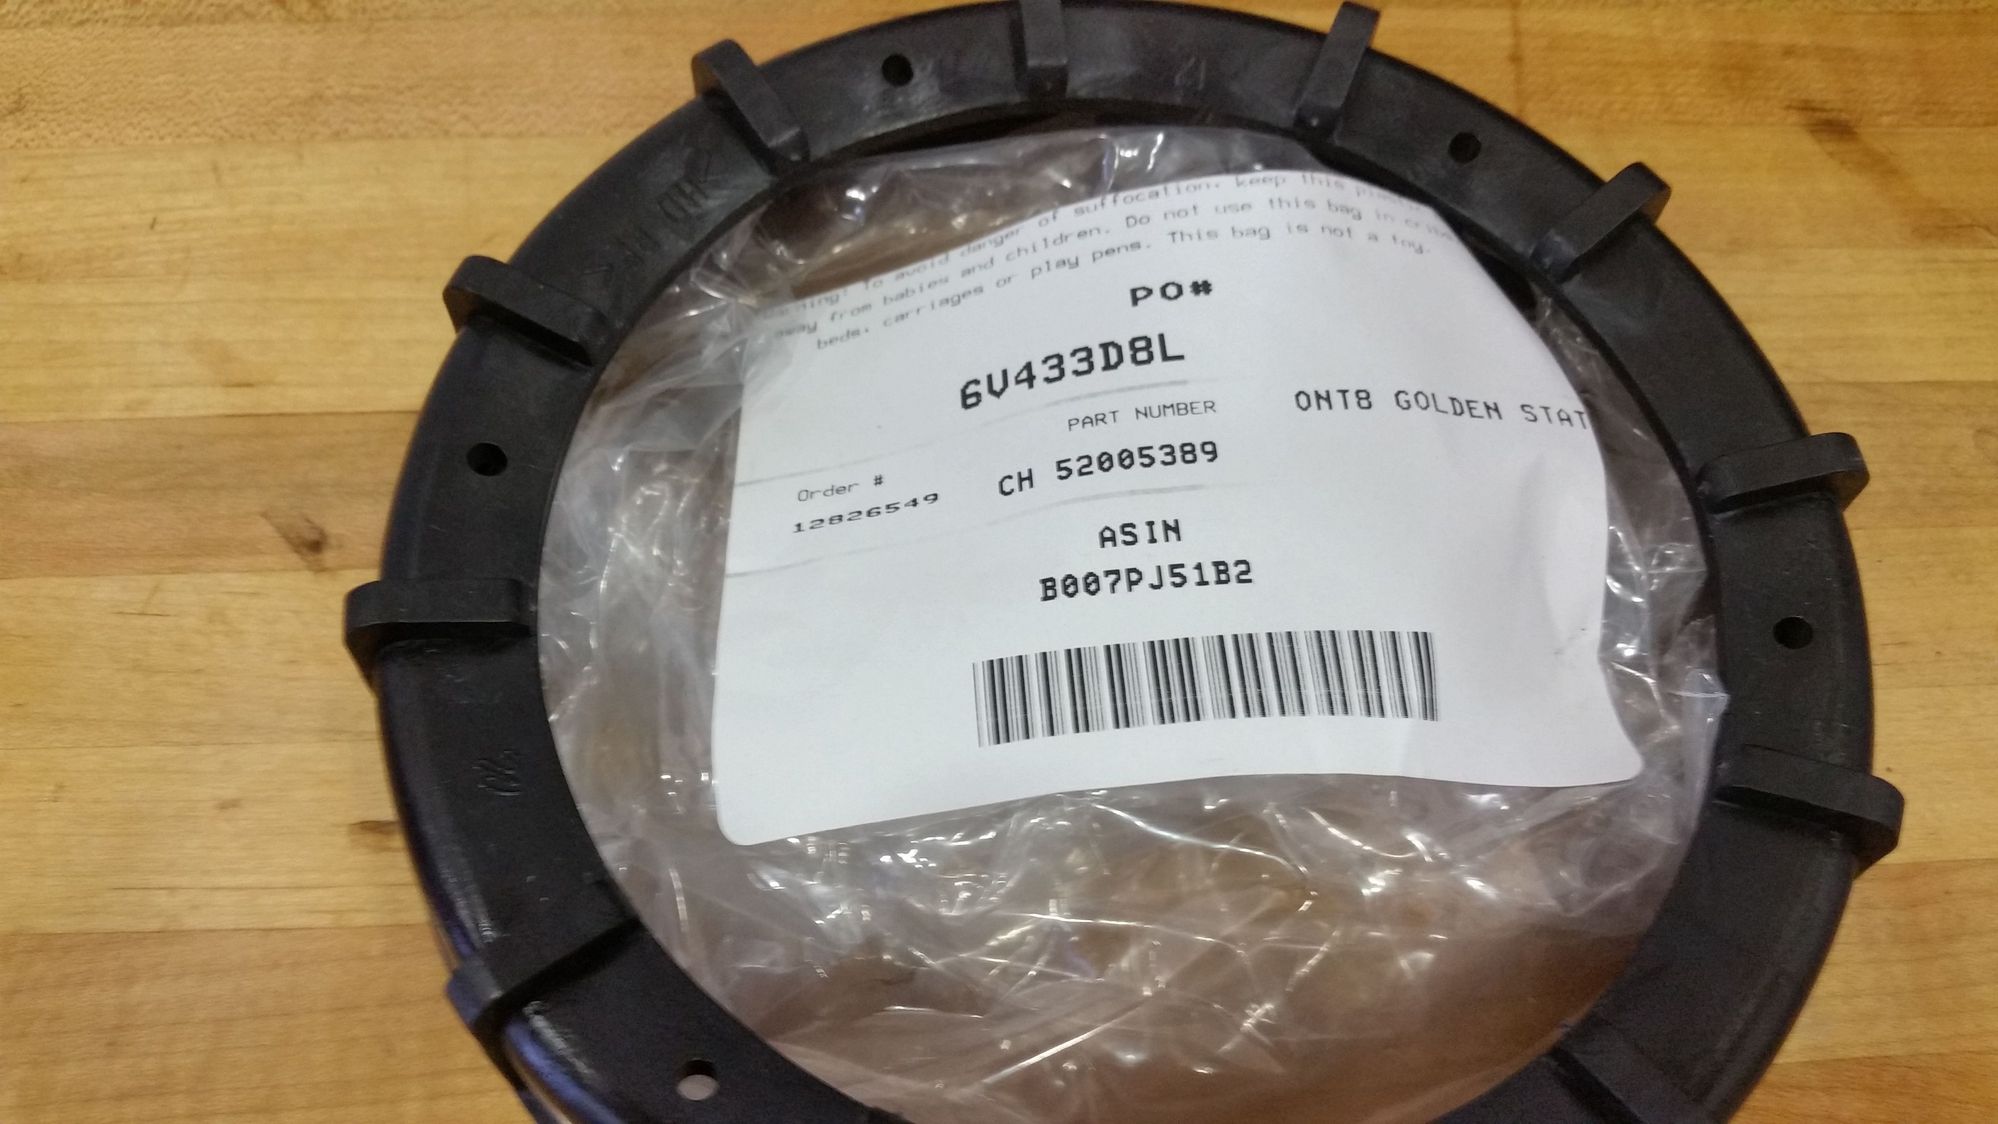 Warning: To avoid danger of suffocation, keep this
away from babies and children. Do not use this bag in cribs
beds, carriages or play pens. This bag is not a toy.
PO#
6V433D8L
PART NUMBER
ONT8 GOLDEN STAT
CH 52005389
Order #
12826549
ASIN
B007PJ51B2